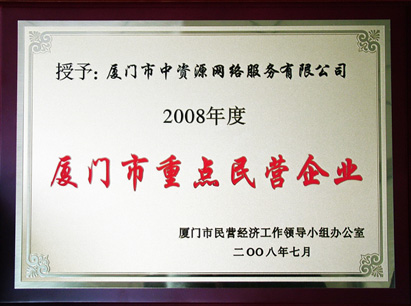 授予：厦门市中资源网络服务有限公司
2008年度
厦门市重点民营企业
厦门市民营经济工作领导小组办公室
二〇〇八年七月